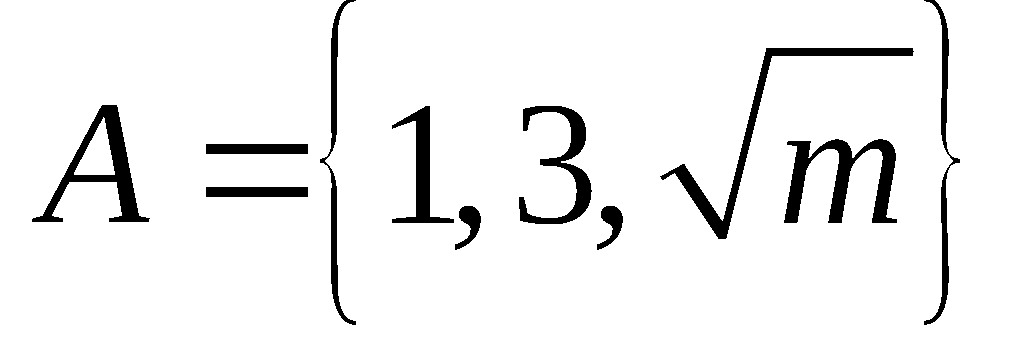 A = {1, 3, √m}